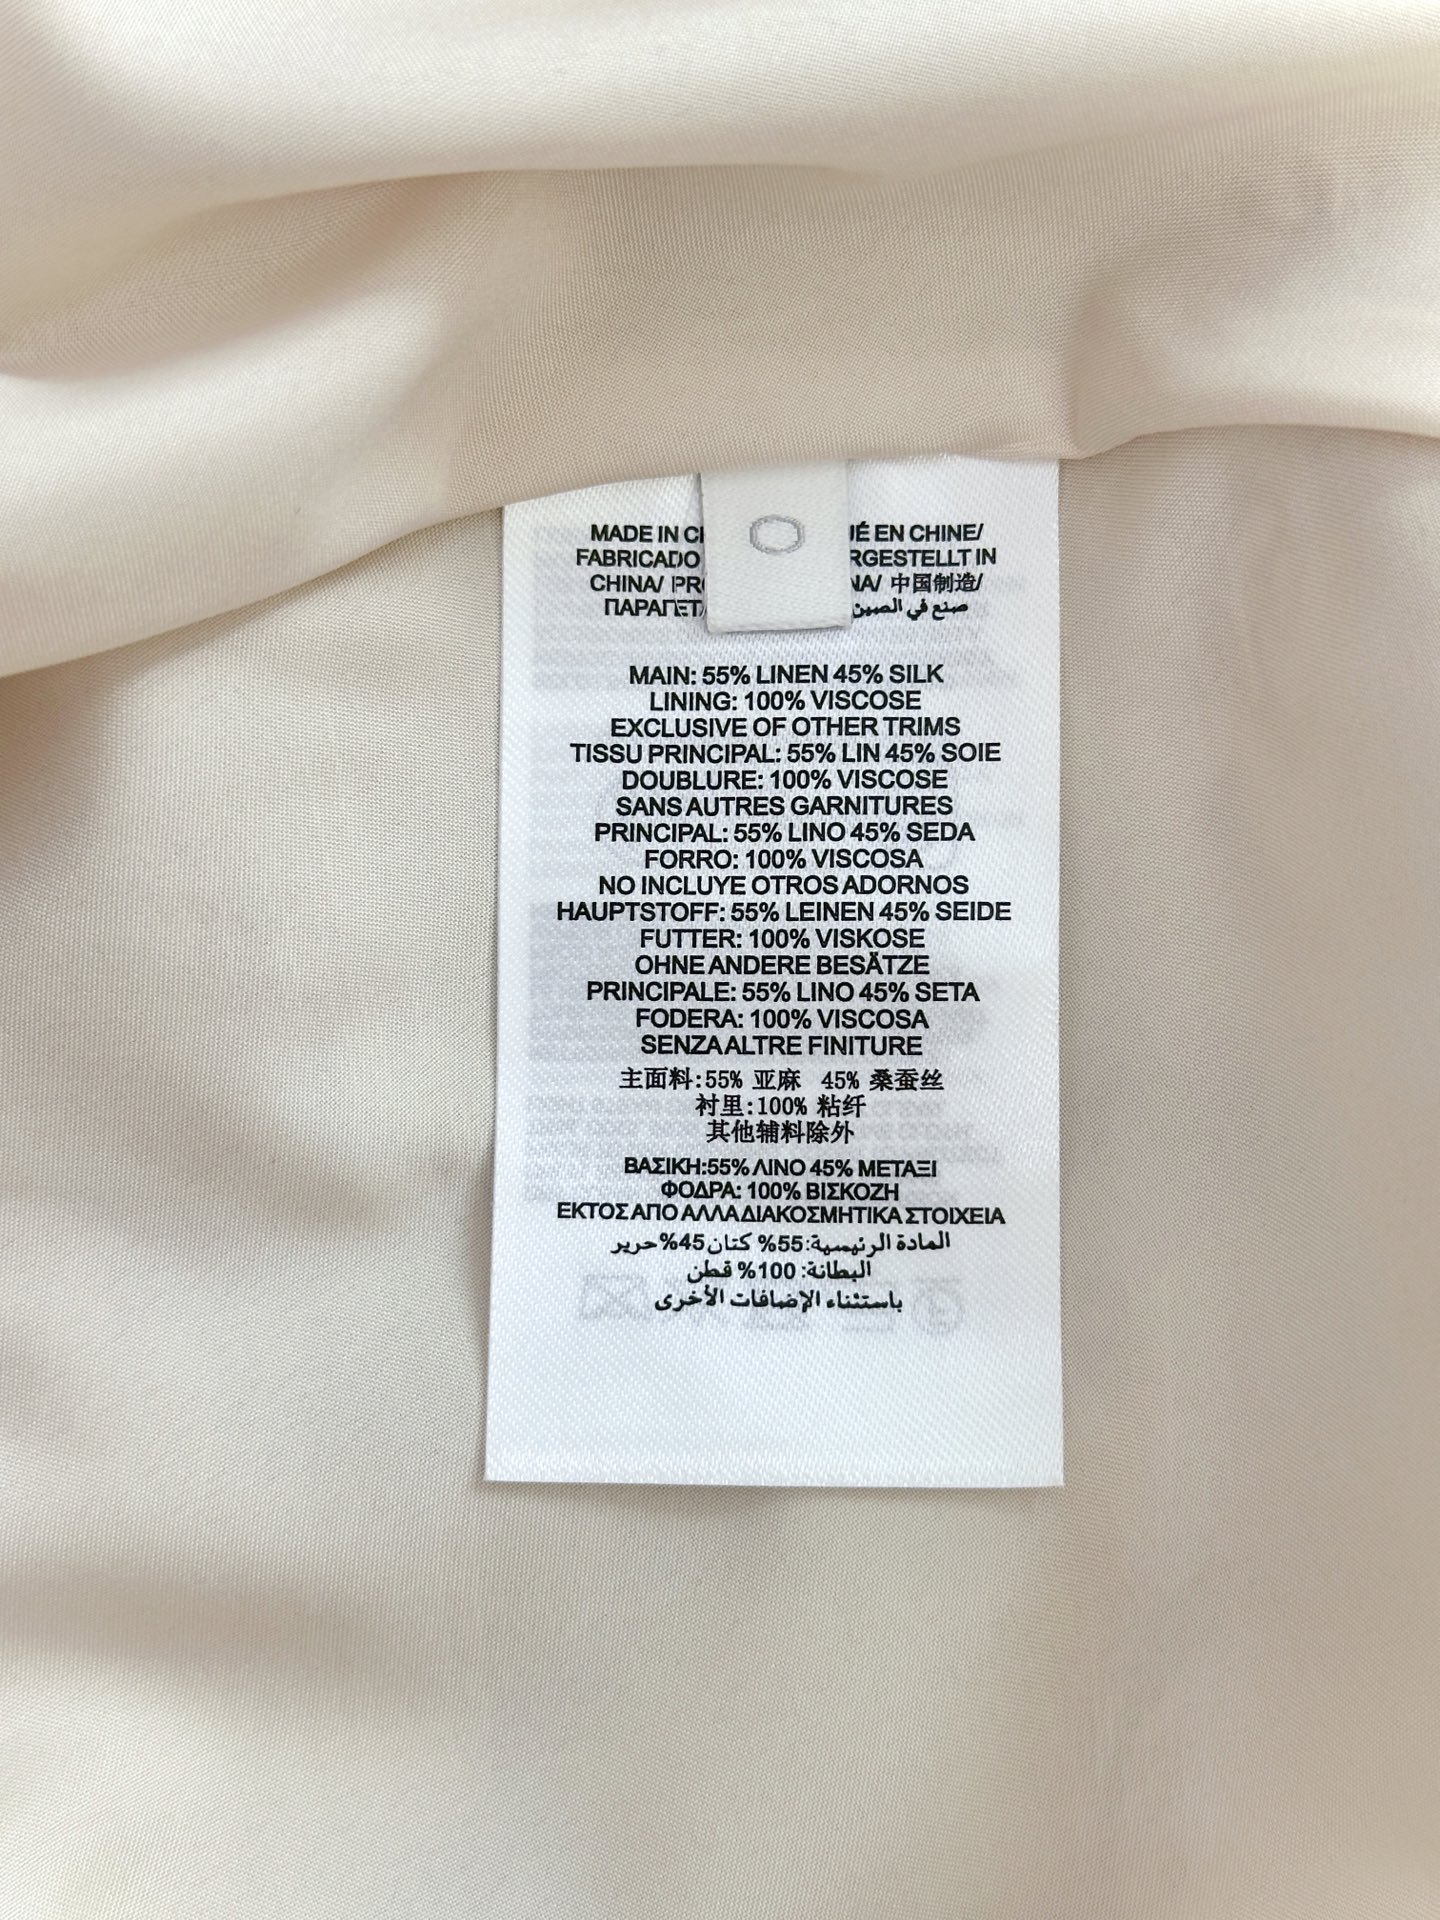 0
MADE IN É EN CHINE/
FABRICADO IN
CHINA/ 中国制造/
صنع في الصين
MAIN: 55% LINEN 45% SILK
LINING: 100% VISCOSE
EXCLUSIVE OF OTHER TRIMS
TISSU PRINCIPAL: 55% LIN 45% SOIE
DOUBLURE: 100% VISCOSE
SANS AUTRES GARNITURES
PRINCIPAL: 55% LINO 45% SEDA
FORRO: 100% VISCOSA
NO INCLUYE OTROS ADORNOS
HAUPTSTOFF: 55% LEINEN 45% SEIDE
FUTTER: 100% VISKOSE
OHNE ANDERE BESÄTZE
PRINCIPALE: 55% LINO 45% SETA
FODERA: 100% VISCOSA
SENZA ALTRE FINITURE
主面料:55% 亚麻 45% 桑蚕丝
衬里:100% 粘纤
其他辅料除外
ΒΑΣΙΚΗ:55% ΛΙΝΟ 45% ΜΕΤΑΞΙ
ΦΟΔΡΑ: 100% ΒΙΣΚΟΖΗ
ΕΚΤΟΣ ΑΠΟ ΑΛΛΑ ΔΙΑΚΟΣΜΗΤΙΚΑ ΣΤΟΙΧΕΙΑ
المادة الرئيسية:55% كتان 45%حرير
البطانة: 100% قطن
باستثناء الإضافات الأخرى